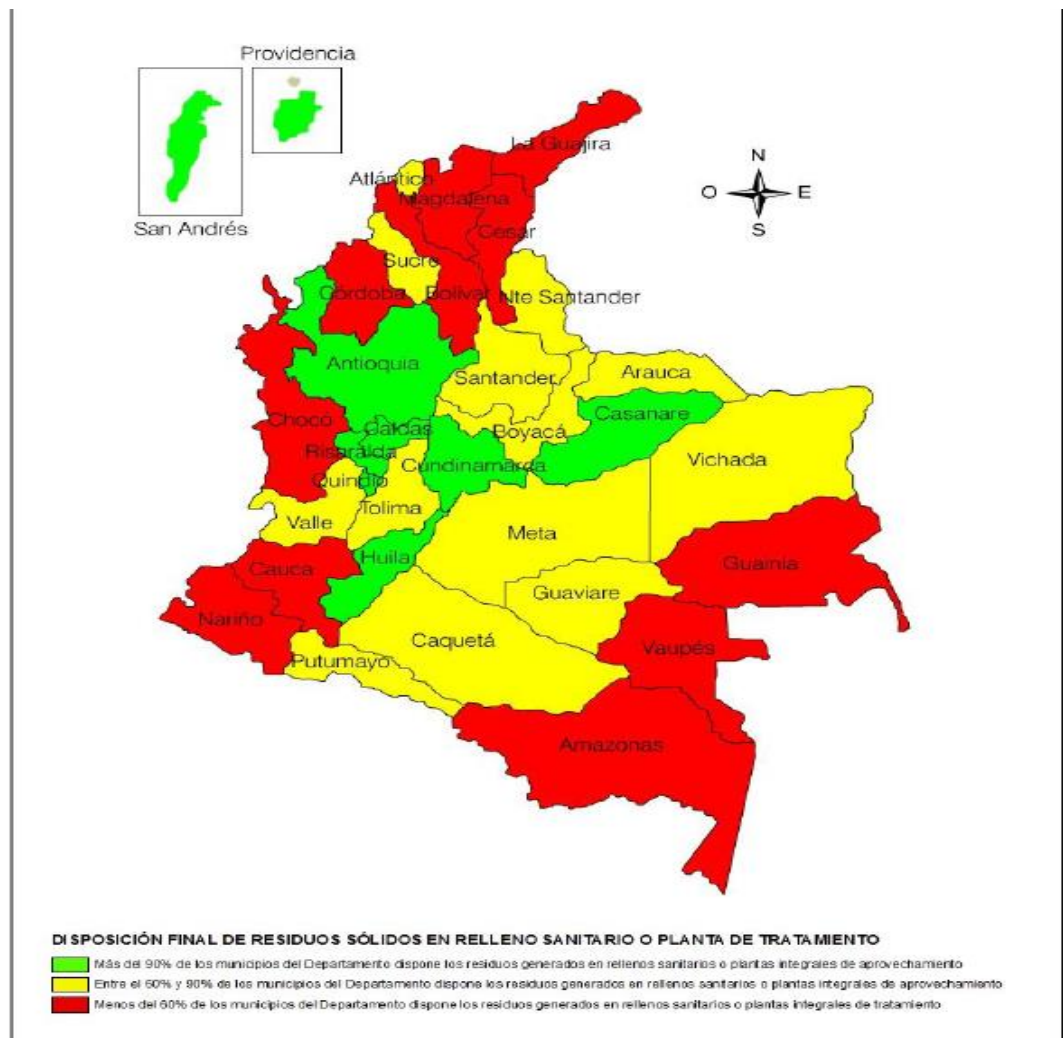 Providencia
San Andrés
N
O
E
S
La Guajira
Atlántico
Magdalena
Cesar
Sucre
Córdoba
Bolívar
Nte Santander
Antioquia
Santander
Arauca
Casanare
Chocó
Caldas
Boyacá
Risaralda
Cundinamarca
Vichada
Quindío
Tolima
Valle
Meta
Huila
Cauca
Guainía
Guaviare
Nariño
Caquetá
Vaupés
Putumayo
Amazonas
DISPOSICIÓN FINAL DE RESIDUOS SÓLIDOS EN RELLENO SANITARIO O PLANTA DE TRATAMIENTO
Más del 90% de los municipios del Departamento dispone los residuos generados en rellenos sanitarios o plantas integrales de aprovechamiento
Entre el 60% y 90% de los municipios del Departamento dispone los residuos generados en rellenos sanitarios o plantas integrales de aprovechamiento
Menos del 60% de los municipios del Departamento dispone los residuos generados en rellenos sanitarios o plantas integrales de tratamiento